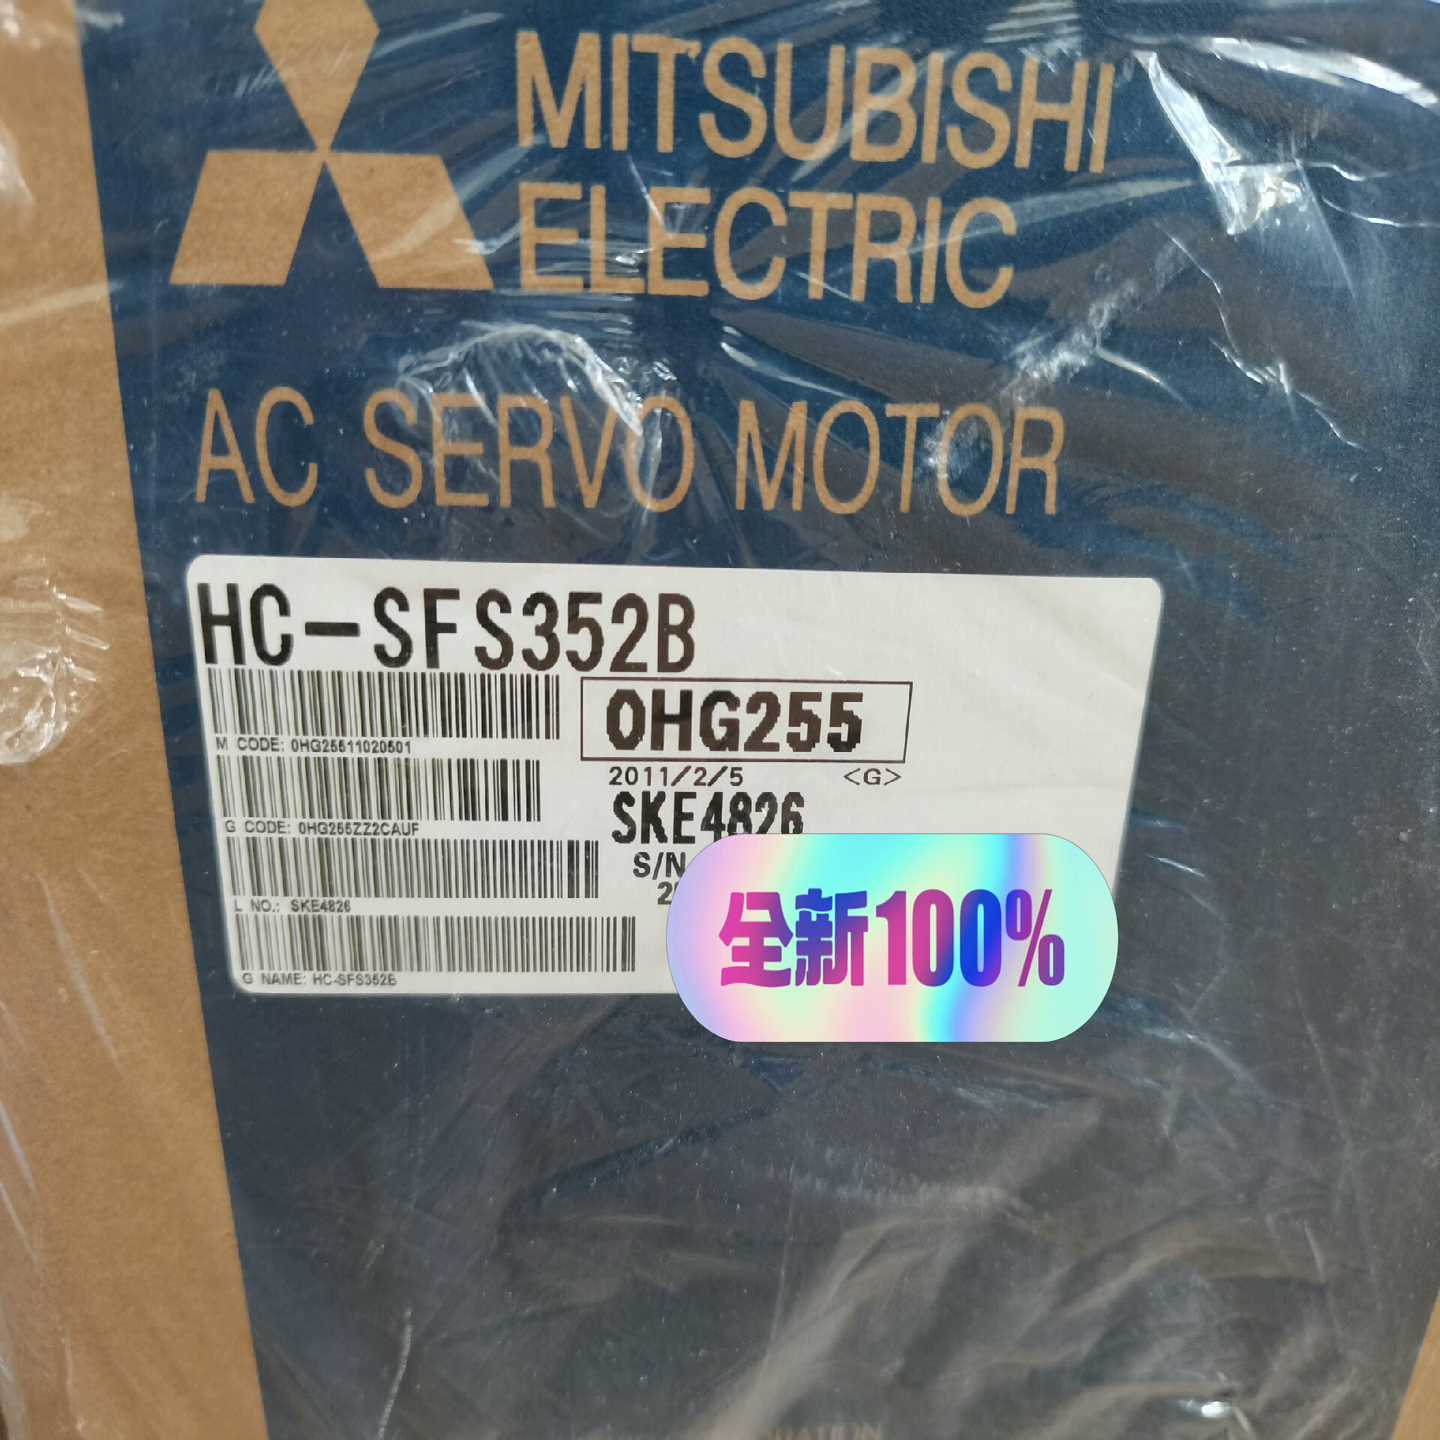 MITSUBISHI
ELECTRIC
AC SERVO MOTOR
HC-SFS352B
0HG255
M CODE: 0HG25511020501
2011/2/5 <G>
SKE4826
G CODE: 0HG255ZZ2CAUF
S/N
L NO.: SKE4826
G NAME: HC-SFS352B
全新100%